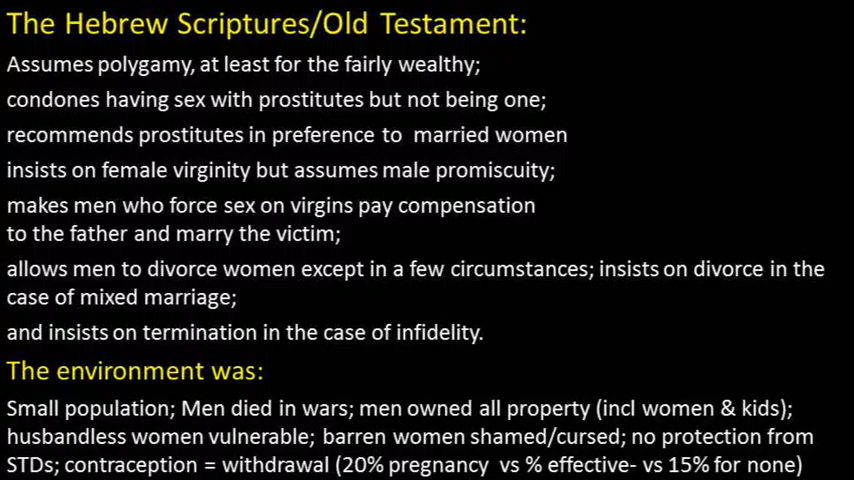 The Hebrew Scriptures/Old Testament:
Assumes polygamy, at least for the fairly wealthy;
condones having sex with prostitutes but not being one;
recommends prostitutes in preference to married women
insists on female virginity but assumes male promiscuity;
makes men who force sex on virgins pay compensation
to the father and marry the victim;
allows men to divorce women except in a few circumstances; insists on divorce in the
case of mixed marriage;
and insists on termination in the case of infidelity.
The environment was:
Small population; Men died in wars; men owned all property (incl women & kids);
husbandless women vulnerable; barren women shamed/cursed; no protection from
STDs; contraception = withdrawal (20% pregnancy vs % effective- vs 15% for none)